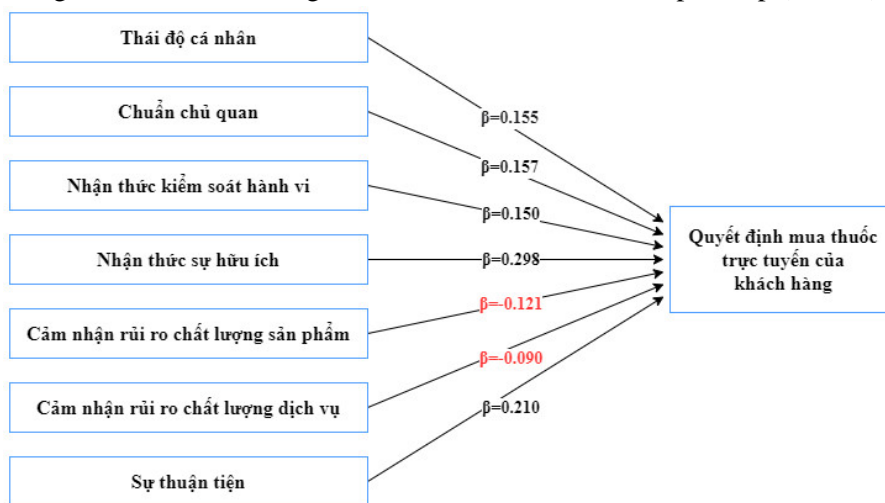 Thái độ cá nhân
Chuẩn chủ quan
Nhận thức kiểm soát hành vi
Nhận thức sự hữu ích
Cảm nhận rủi ro chất lượng sản phẩm
Cảm nhận rủi ro chất lượng dịch vụ
Sự thuận tiện
β=0.155
β=0.157
β=0.150
β=0.298
β=-0.121
β=-0.090
β=0.210
Quyết định mua thuốc
trực tuyến của
khách hàng